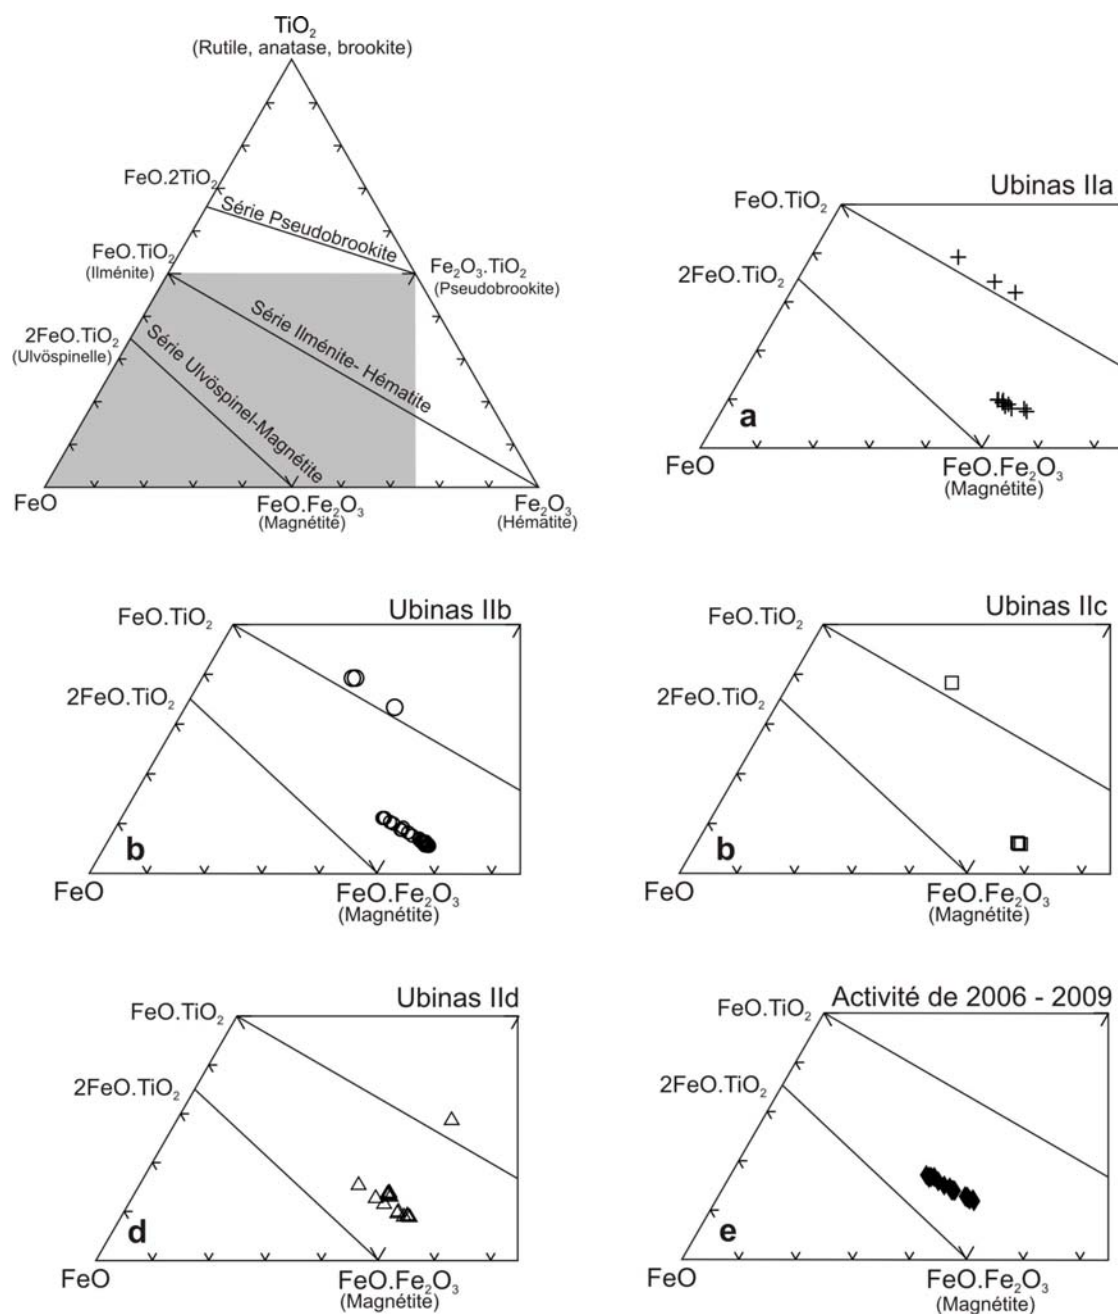 TiO₂
(Rutile, anatase, brookite)
FeO.2TiO₂
Série Pseudobrookite
FeO.TiO₂
(Ilménite)
Fe₂O₃.TiO₂
(Pseudobrookite)
Série Ilménite- Hématite
2FeO.TiO₂
(Ulvöspinelle)
Série Ulvöspinel-Magnétite
FeO
FeO.Fe₂O₃
(Magnétite)
Fe₂O₃
(Hématite)
Ubinas IIa
FeO.TiO₂
2FeO.TiO₂
a
FeO
FeO.Fe₂O₃
(Magnétite)
Ubinas IIb
FeO.TiO₂
2FeO.TiO₂
b
FeO
FeO.Fe₂O₃
(Magnétite)
Ubinas IIc
FeO.TiO₂
2FeO.TiO₂
b
FeO
FeO.Fe₂O₃
(Magnétite)
Ubinas IId
FeO.TiO₂
2FeO.TiO₂
d
FeO
FeO.Fe₂O₃
(Magnétite)
Activité de 2006 - 2009
FeO.TiO₂
2FeO.TiO₂
e
FeO
FeO.Fe₂O₃
(Magnétite)